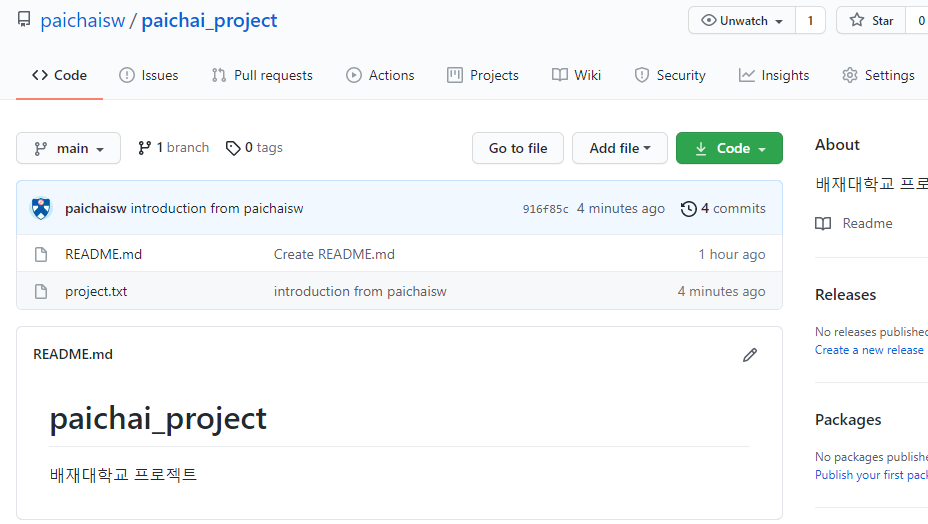 paichaisw / paichai_project
Unwatch 1 Star 0
Code Issues Pull requests Actions Projects Wiki Security Insights Settings
main 1 branch 0 tags Go to file Add file Code
paichaisw introduction from paichaisw 916f85c 4 minutes ago 4 commits
README.md Create README.md 1 hour ago
project.txt introduction from paichaisw 4 minutes ago
README.md
paichai_project
배재대학교 프로젝트
About
배재대학교 프로
Readme
Releases
No releases published
Create a new release
Packages
No packages publishe
Publish your first pac